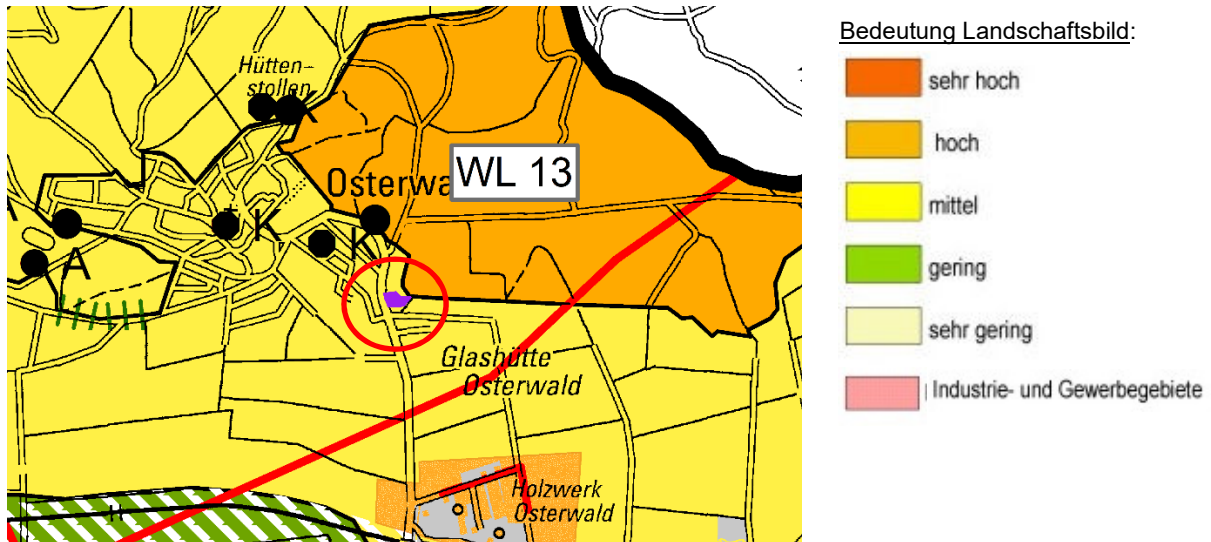 Hütten-
stollen
K
Osterwa
WL 13
K
K
A
A
Glashütte
Osterwald
Holzwerk
Osterwald
H
Bedeutung Landschaftsbild:
sehr hoch
hoch
mittel
gering
sehr gering
Industrie- und Gewerbegebiete